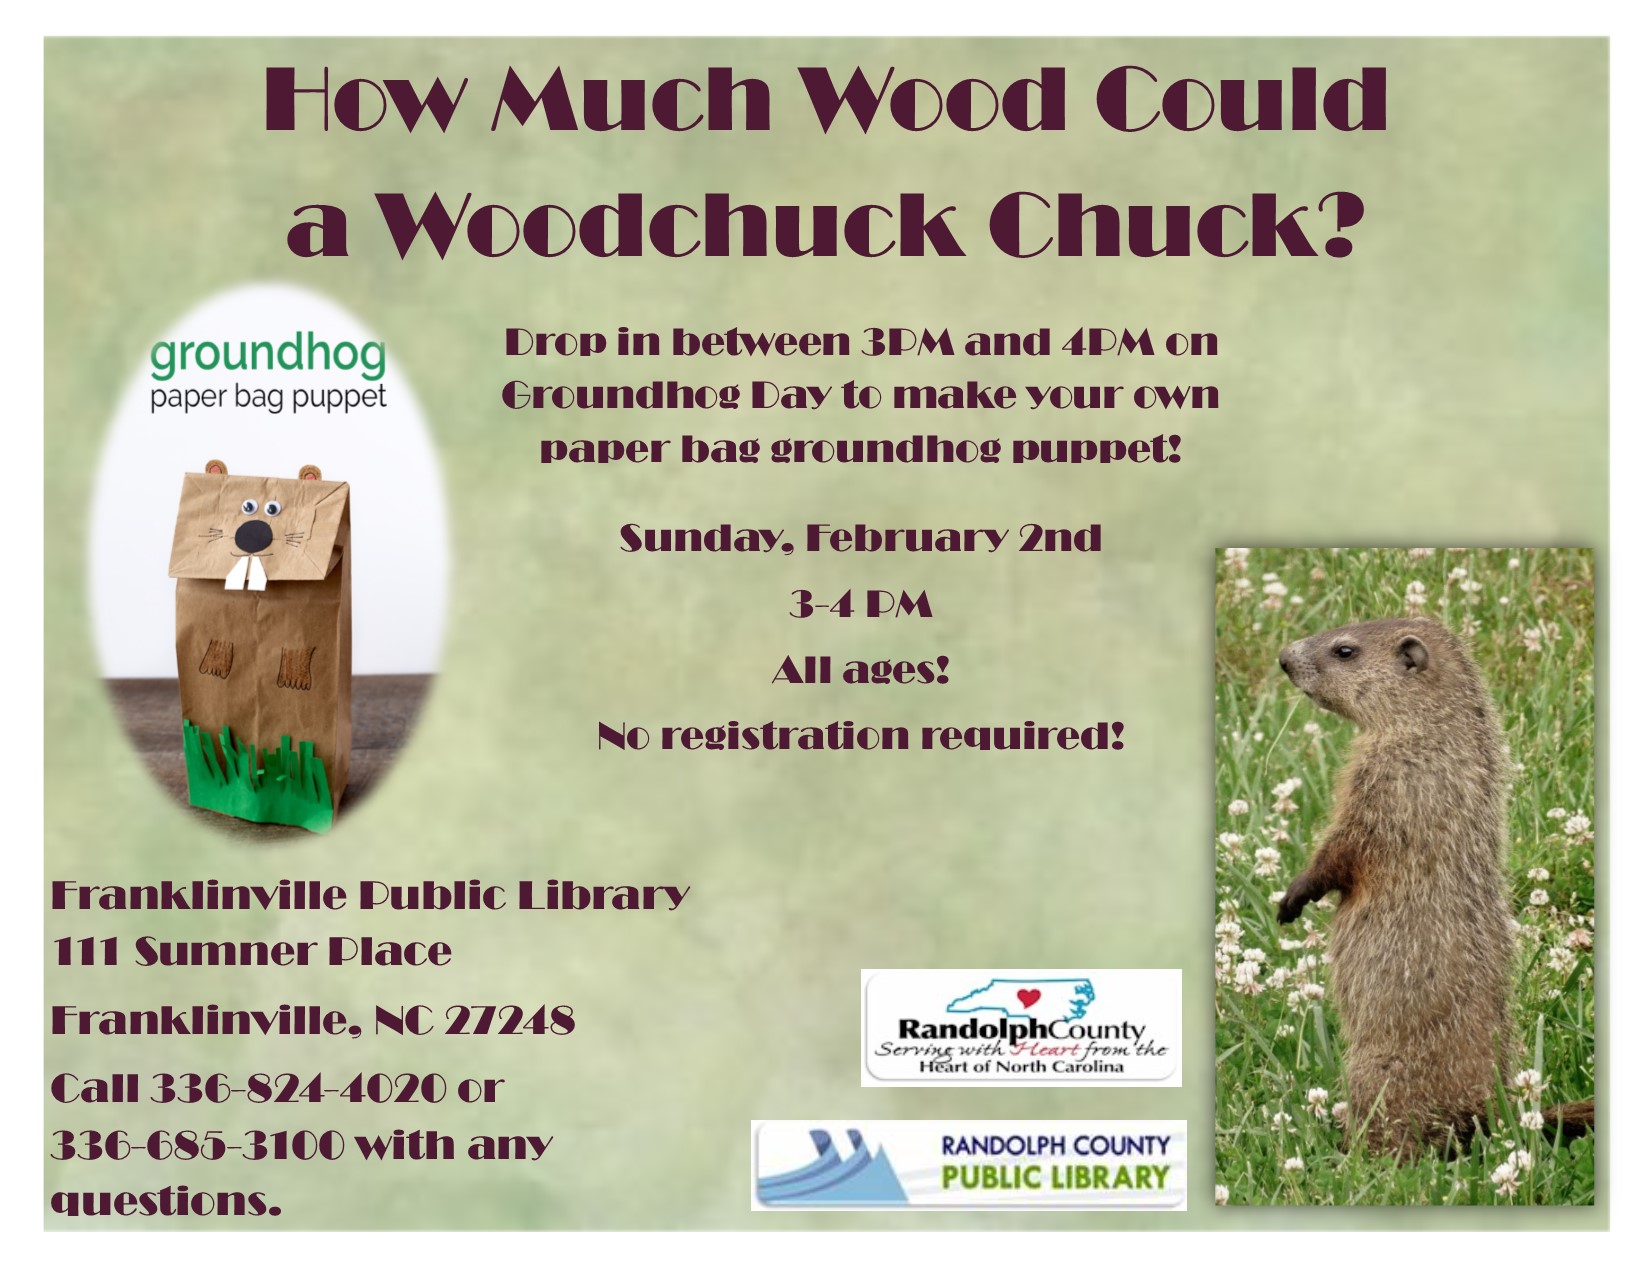 How Much Wood Could
a Woodchuck Chuck?
groundhog
paper bag puppet
Drop in between 3PM and 4PM on
Groundhog Day to make your own
paper bag groundhog puppet!
Sunday, February 2nd
3-4 PM
All ages!
No registration required!
Franklinville Public Library
111 Sumner Place
Franklinville, NC 27248
Call 336-824-4020 or
336-685-3100 with any
questions.
RandolphCounty
Serving with Heart from the
Heart of North Carolina
RANDOLPH COUNTY
PUBLIC LIBRARY